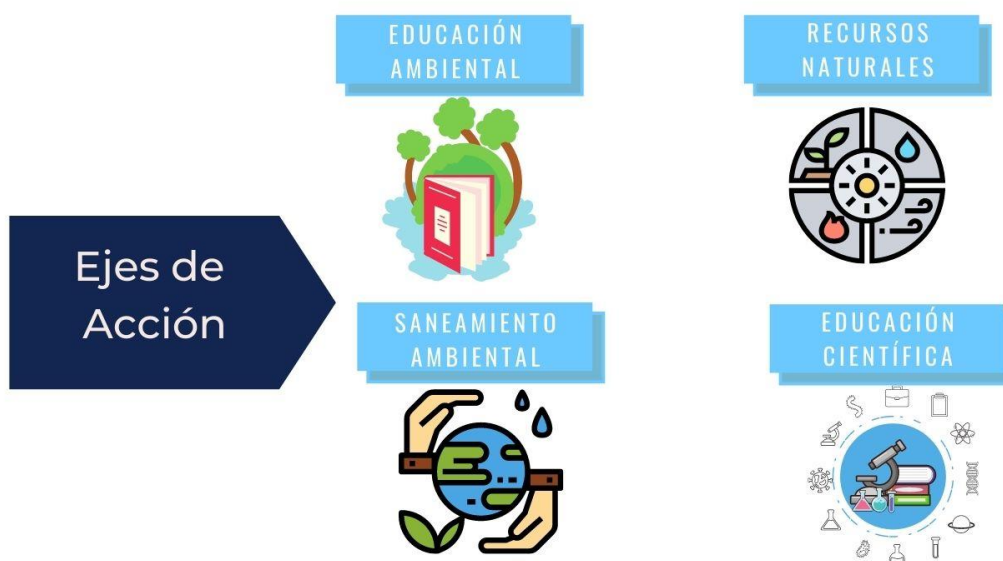 EDUCACIÓN
AMBIENTAL
RECURSOS
NATURALES
Ejes de
Acción
SANEAMIENTO
AMBIENTAL
EDUCACIÓN
CIENTÍFICA